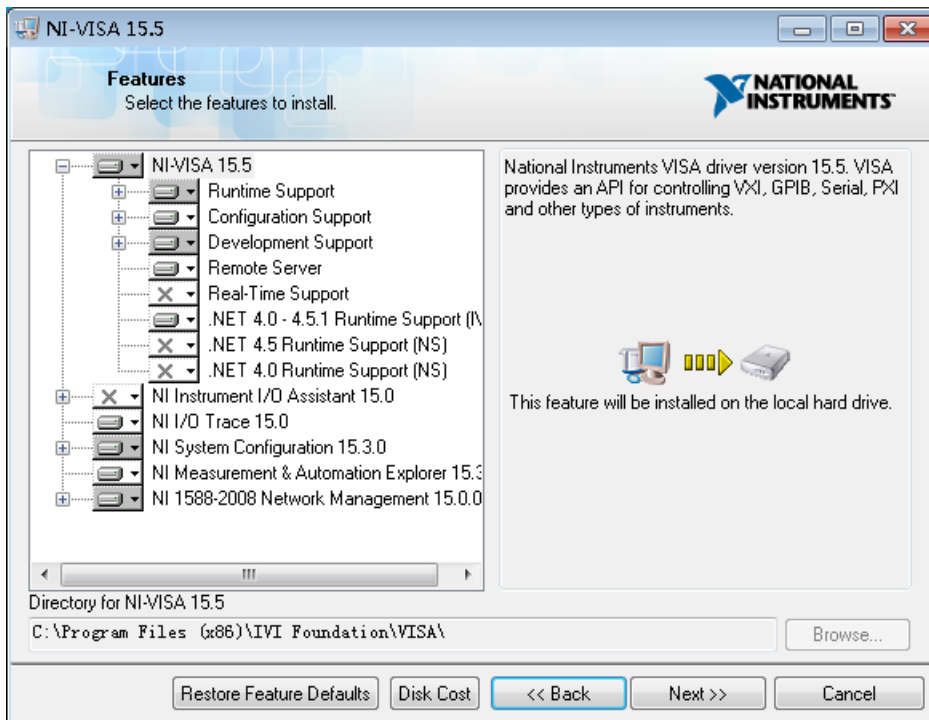 NI-VISA 15.5
Features
Select the features to install.
NATIONAL
INSTRUMENTS
NI-VISA 15.5
Runtime Support
Configuration Support
Development Support
Remote Server
Real-Time Support
.NET 4.0 - 4.5.1 Runtime Support (I
.NET 4.5 Runtime Support (NS)
.NET 4.0 Runtime Support (NS)
NI Instrument I/O Assistant 15.0
NI I/O Trace 15.0
NI System Configuration 15.3.0
NI Measurement & Automation Explorer 15.3
NI 1588-2008 Network Management 15.0.0
National Instruments VISA driver version 15.5. VISA
provides an API for controlling VXI, GPIB, Serial, PXI
and other types of instruments.
This feature will be installed on the local hard drive.
Directory for NI-VISA 15.5
C:\Program Files (x86)\IVI Foundation\VISA\
Browse...
Restore Feature Defaults
Disk Cost
<< Back
Next >>
Cancel